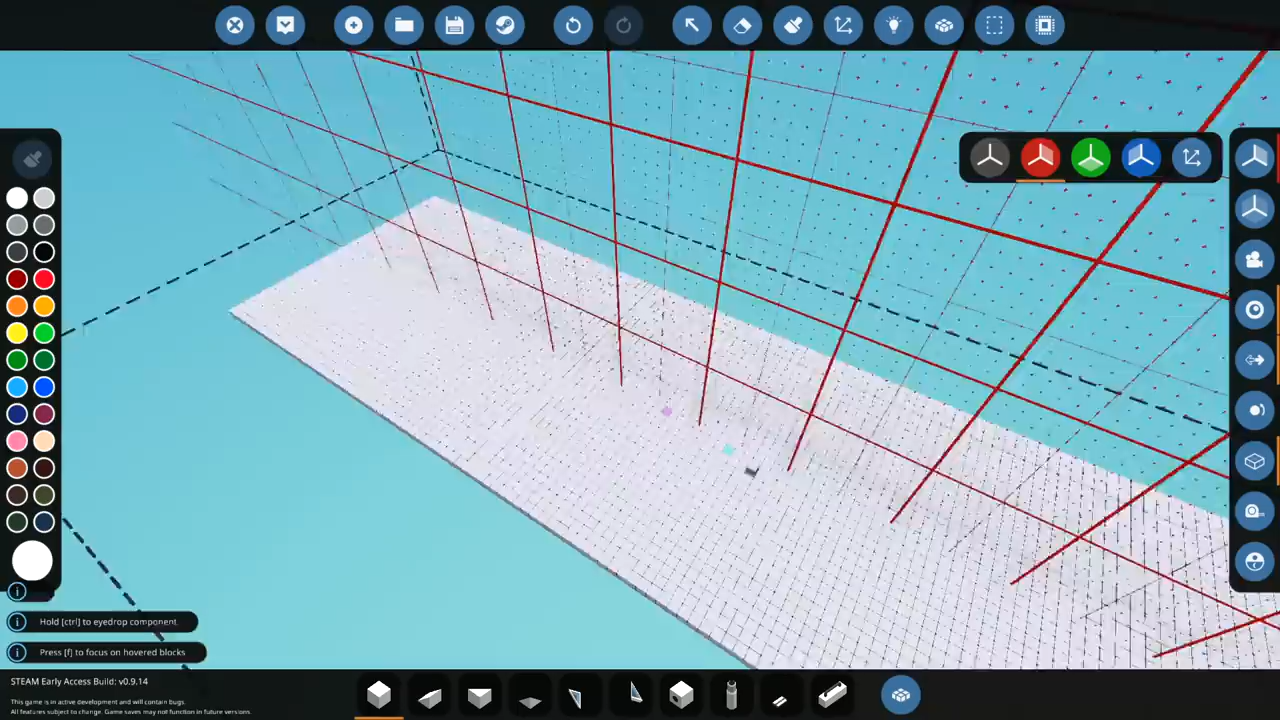 Hold [ctrl] to eyedrop component.
Press [f] to focus on hovered blocks
STEAM Early Access Build: v0.9.14
This game is in active development and will contain bugs.
All features subject to change. Game saves may not function in future versions.